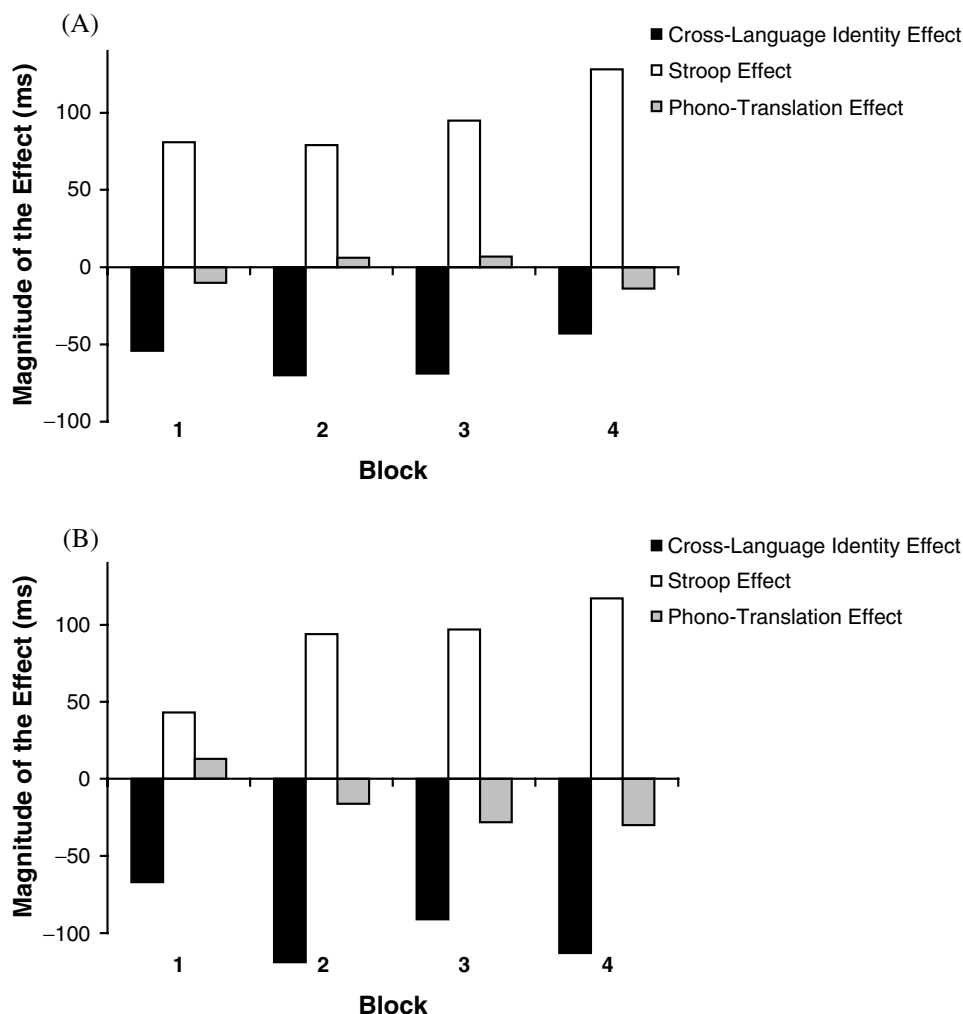 (A)
Cross-Language Identity Effect
Stroop Effect
Phono-Translation Effect
Magnitude of the Effect (ms)
100
50
0
−50
−100
1 2 3 4
Block
(B)
Cross-Language Identity Effect
Stroop Effect
Phono-Translation Effect
Magnitude of the Effect (ms)
100
50
0
−50
−100
1 2 3 4
Block